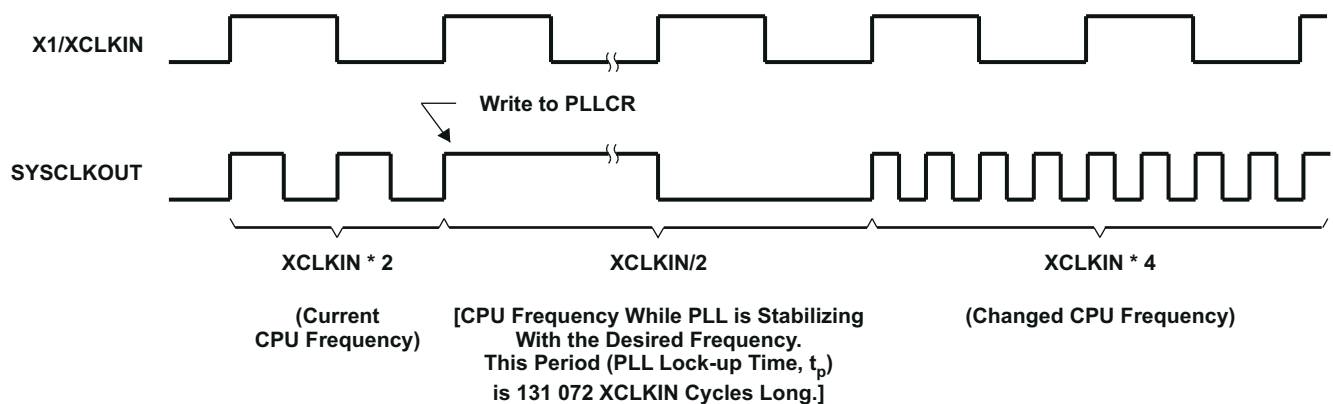 X1/XCLKIN
Write to PLLCR
SYSCLKOUT
XCLKIN * 2
(Current
CPU Frequency)
XCLKIN/2
[CPU Frequency While PLL is Stabilizing
With the Desired Frequency.
This Period (PLL Lock-up Time, tp)
is 131 072 XCLKIN Cycles Long.]
XCLKIN * 4
(Changed CPU Frequency)